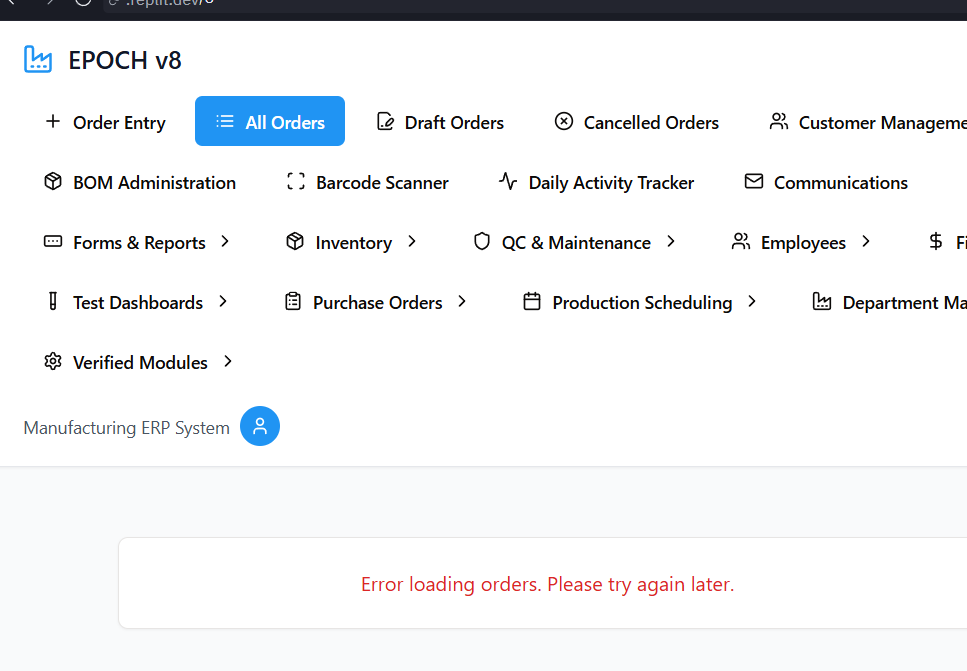 .replit.dev/
EPOCH v8
Order Entry All Orders Draft Orders Cancelled Orders Customer Manageme
BOM Administration Barcode Scanner Daily Activity Tracker Communications
Forms & Reports Inventory QC & Maintenance Employees Fi
Test Dashboards Purchase Orders Production Scheduling Department Ma
Verified Modules
Manufacturing ERP System
Error loading orders. Please try again later.